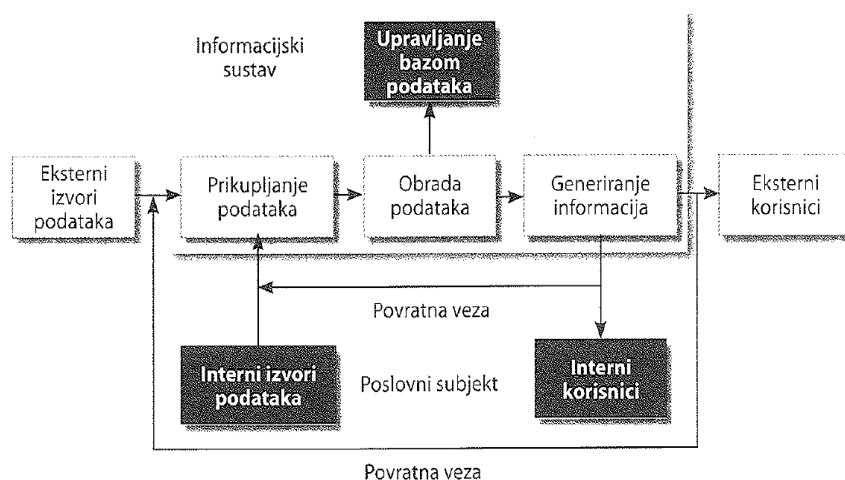 Informacijski
sustav
Upravljanje
bazom
podataka
Eksterni
izvori
podataka
Prikupljanje
podataka
Obrada
podataka
Generiranje
informacija
Eksterni
korisnici
Povratna veza
Interni izvori
podataka
Poslovni subjekt
Interni
korisnici
Povratna veza